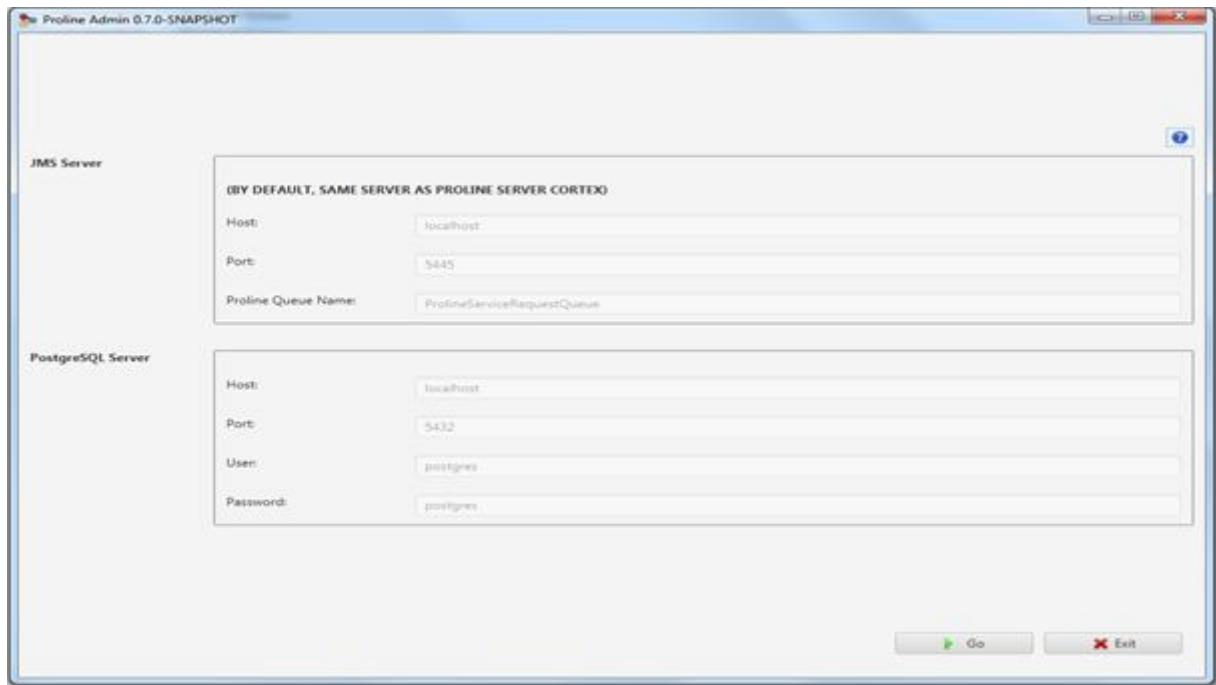 Proline Admin 0.7.0-SNAPSHOT
JMS Server
(BY DEFAULT, SAME SERVER AS PROLINE SERVER CORTEX)
Host: localhost
Port: 5445
Proline Queue Name: ProlineServiceRequestQueue
PostgreSQL Server
Host: localhost
Port: 5432
User: postgres
Password: postgres
Go Exit